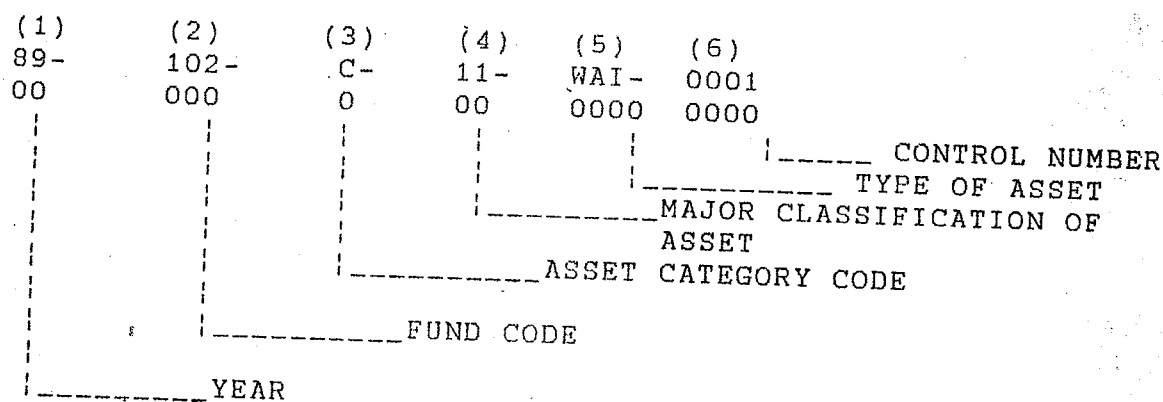 (1) (2) (3) (4) (5) (6)
89- 102- C- 11- WAI- 0001
00 000 0 00 0000 0000
CONTROL NUMBER
TYPE OF ASSET
MAJOR CLASSIFICATION OF
ASSET
ASSET CATEGORY CODE
FUND CODE
YEAR